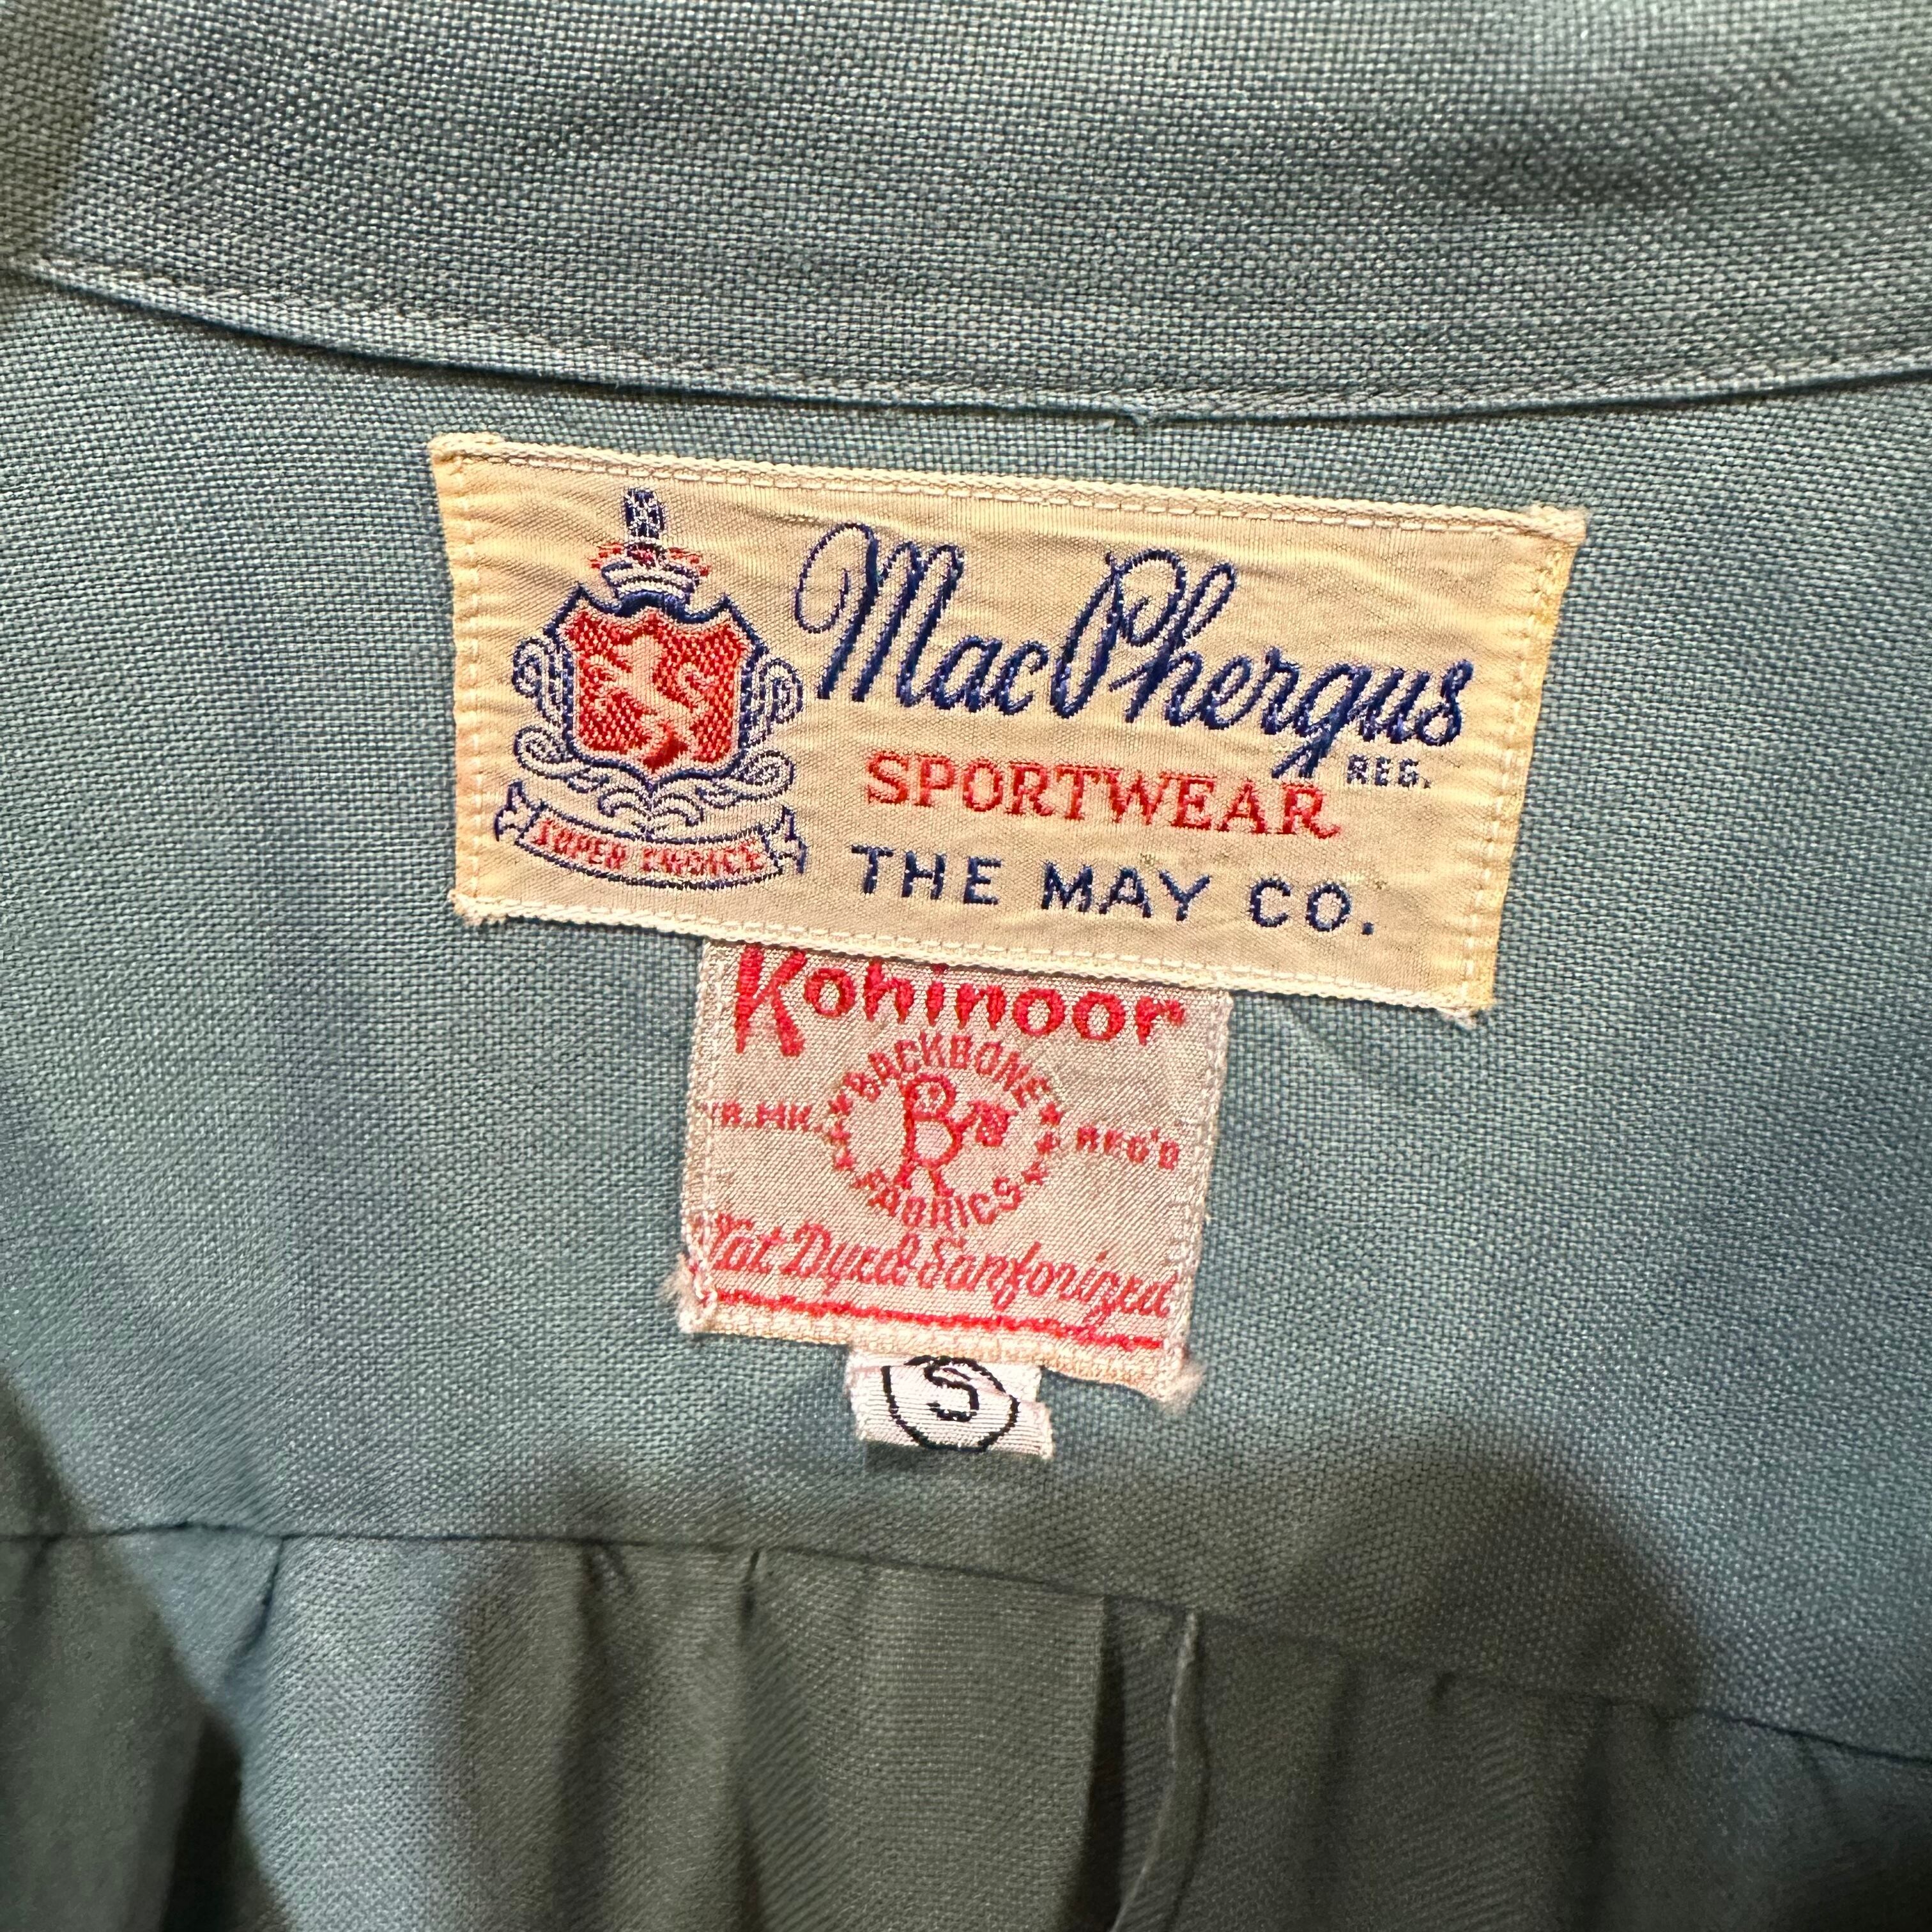 MacPhergus
REG.
SPORTWEAR
THE MAY CO.
SUPER CHOICE
Kohinoor
BACKBONE
TR. MK. REG'D
FABRICS
Vat Dyed Sanforized
S